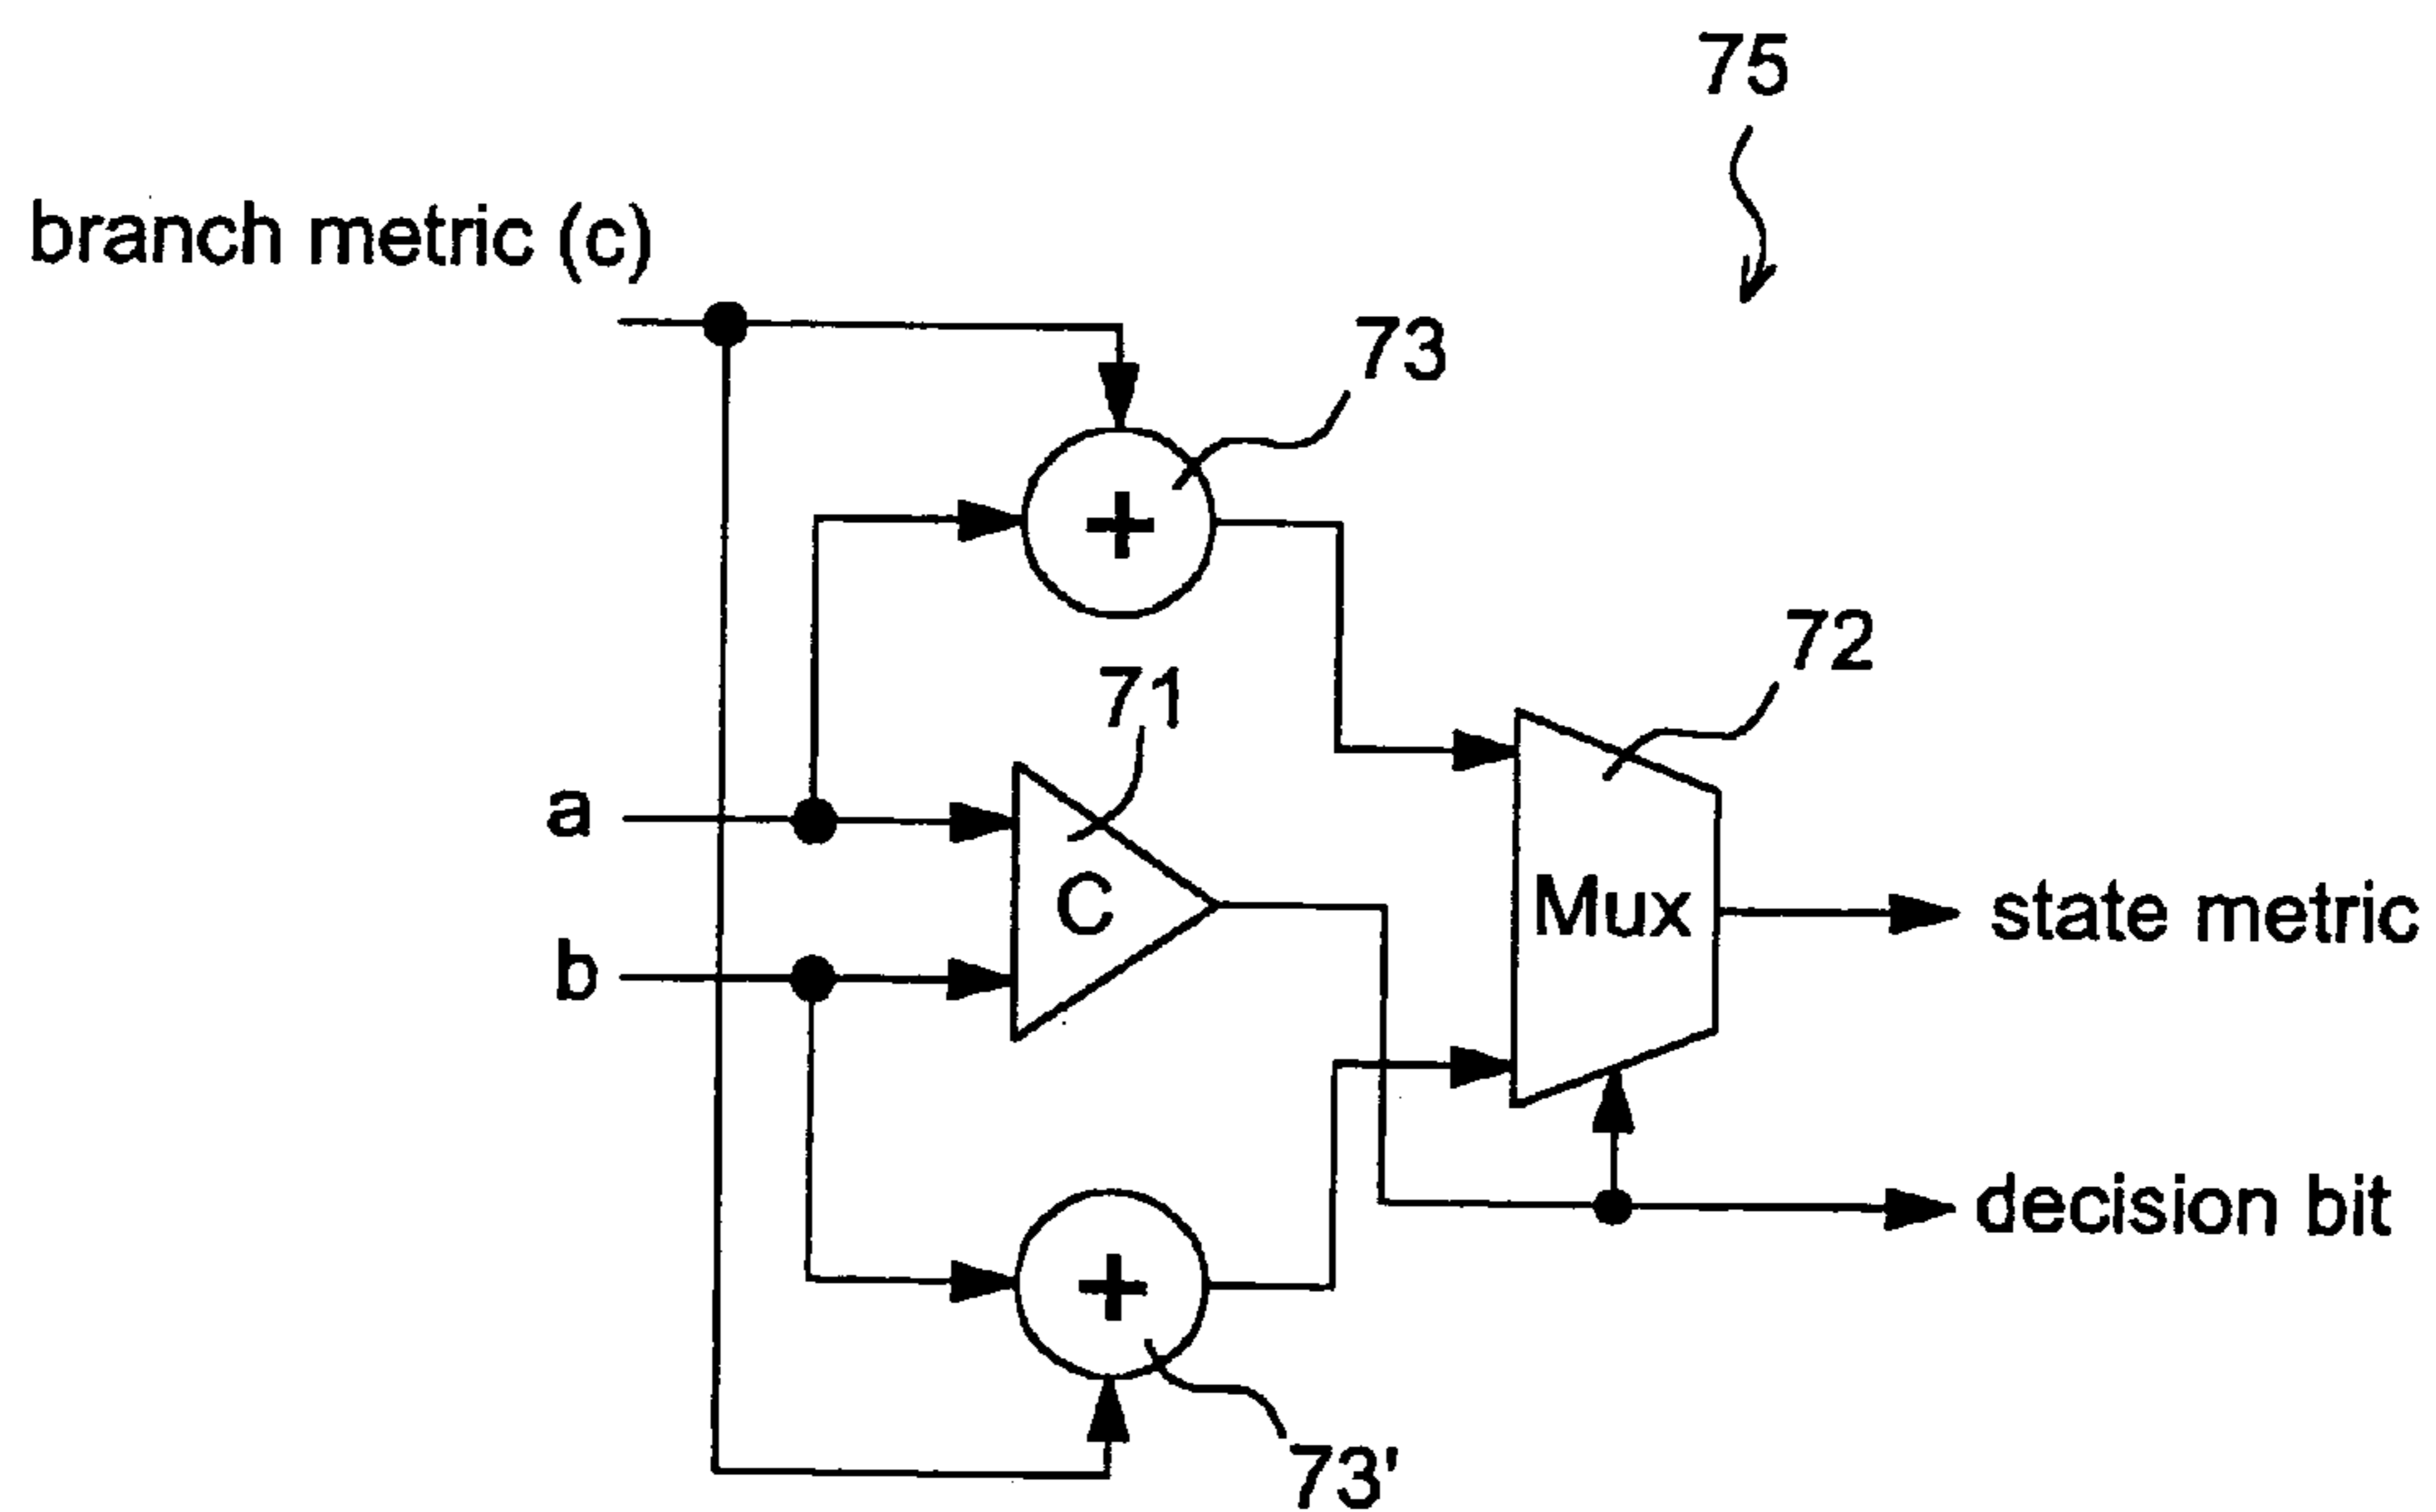 75
branch metric (c)
73
+
72
71
a
C
Mux
state metric
b
decision bit
+
73'